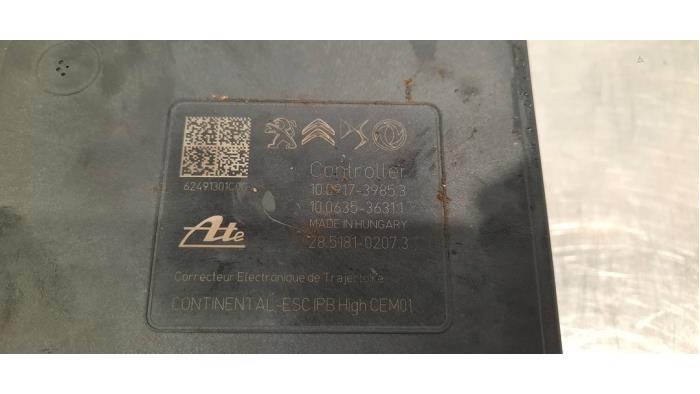 Controller
10.0917-3985.3
10.0635-3631.1
MADE IN HUNGARY
28.5181-0207.3
Ate
Correcteur Electronique de Trajectoire
CONTINENTAL-ESC IPB High CEM01